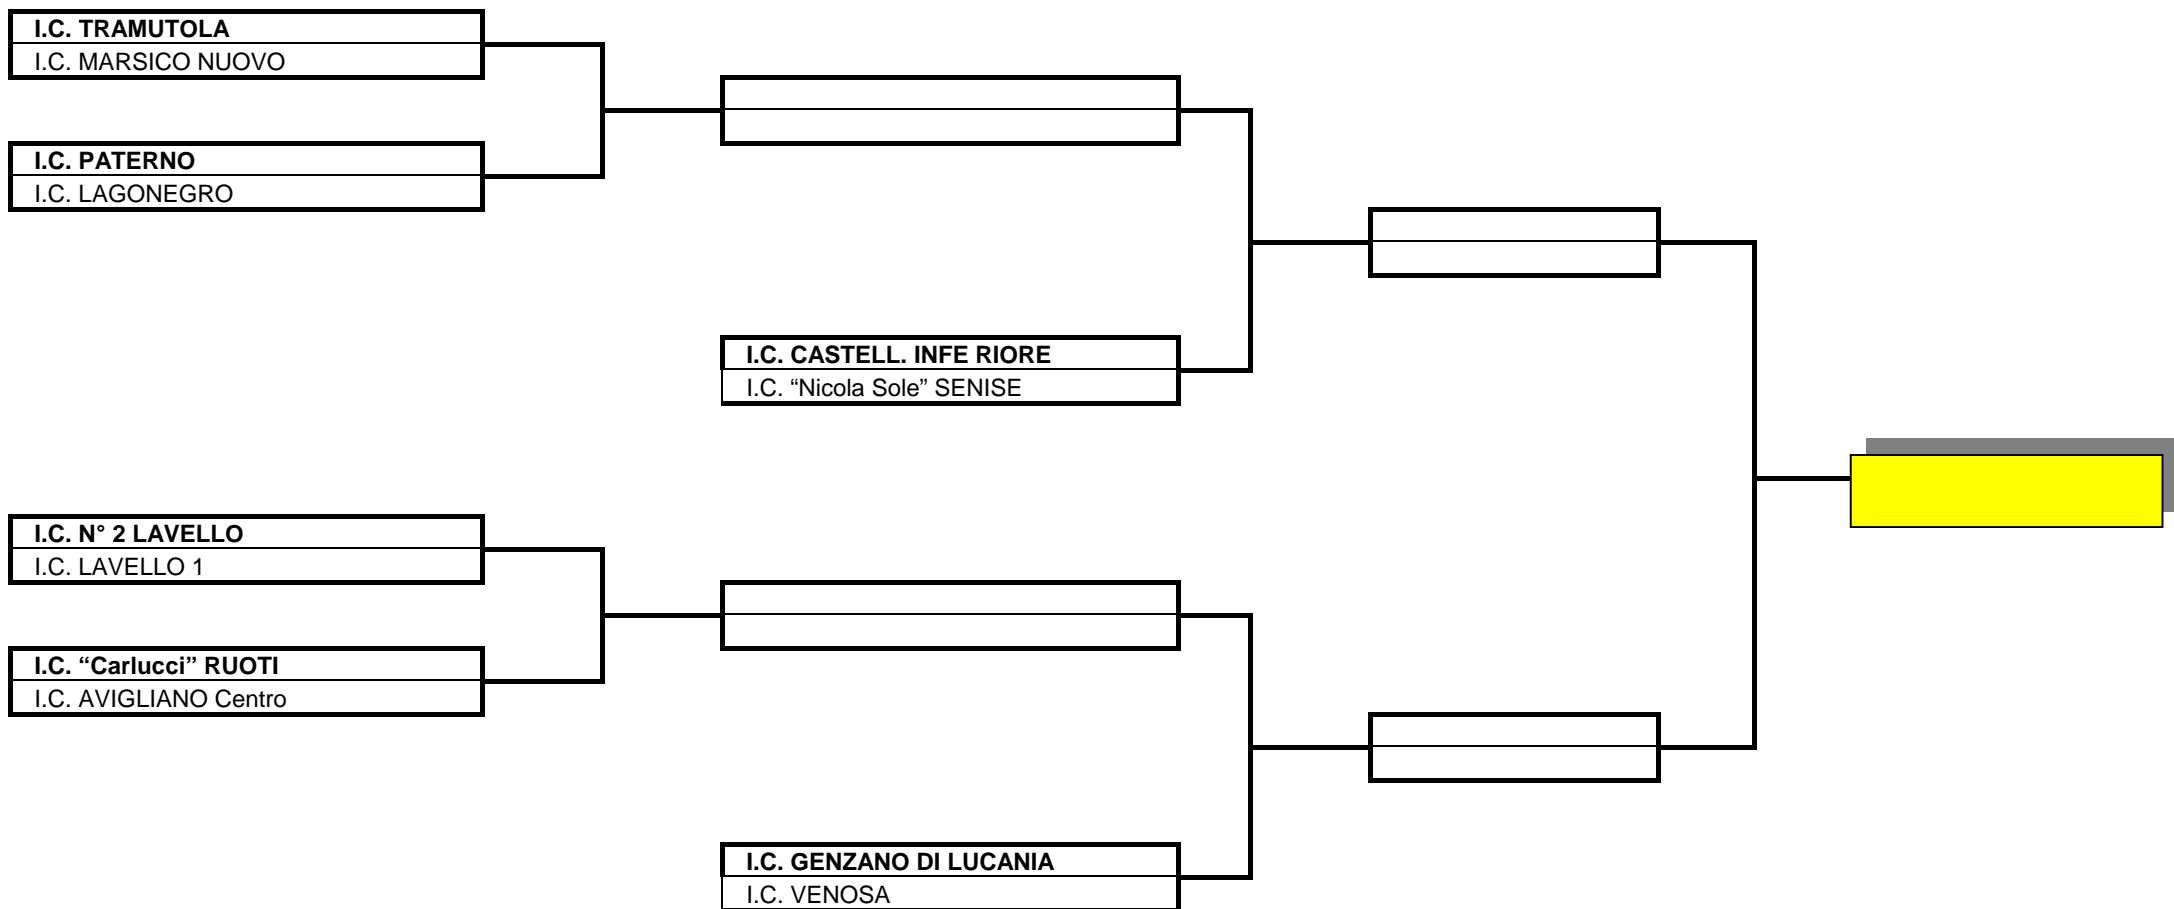 I.C. TRAMUTOLA
I.C. MARSICO NUOVO
I.C. PATERNO
I.C. LAGONEGRO
I.C. CASTELL. INFE RIORE
I.C. “Nicola Sole” SENISE
I.C. N° 2 LAVELLO
I.C. LAVELLO 1
I.C. “Carlucci” RUOTI
I.C. AVIGLIANO Centro
I.C. GENZANO DI LUCANIA
I.C. VENOSA